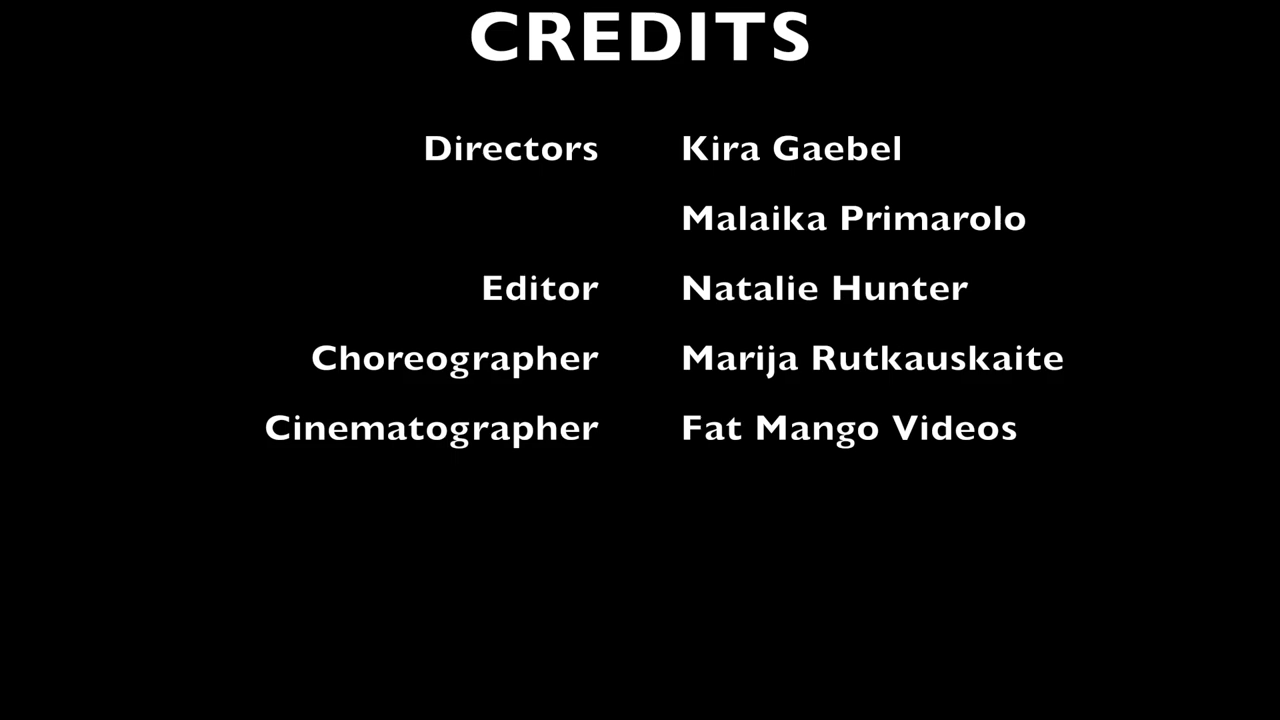 CREDITS
Directors Kira Gaebel
Malaika Primarolo
Editor Natalie Hunter
Choreographer Marija Rutkauskaite
Cinematographer Fat Mango Videos